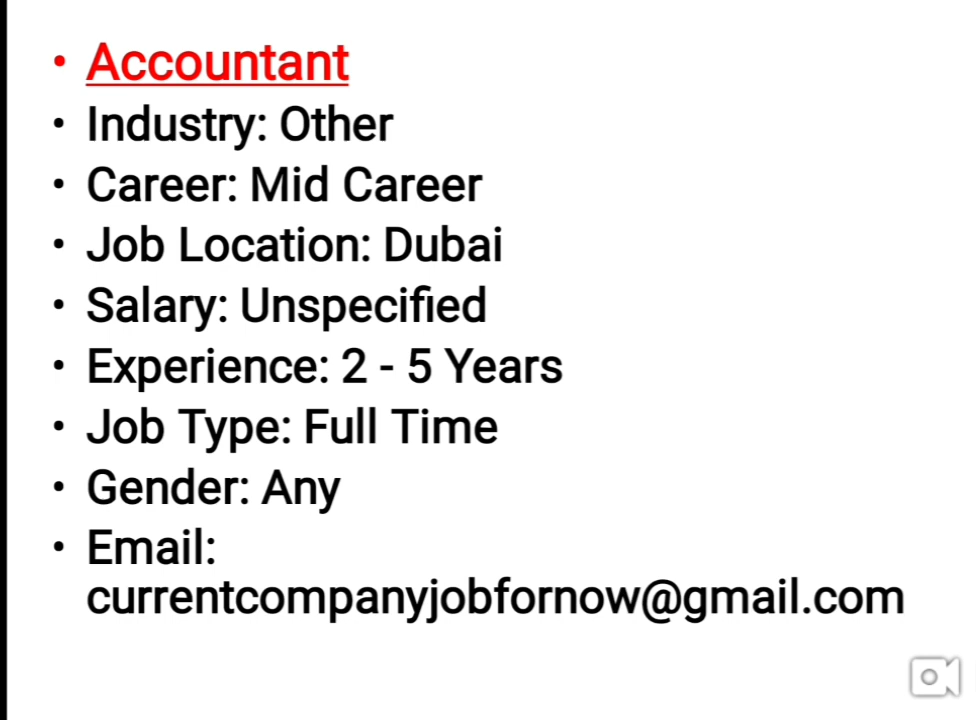 • Accountant
• Industry: Other
• Career: Mid Career
• Job Location: Dubai
• Salary: Unspecified
• Experience: 2 - 5 Years
• Job Type: Full Time
• Gender: Any
• Email:
currentcompanyjobfornow@gmail.com